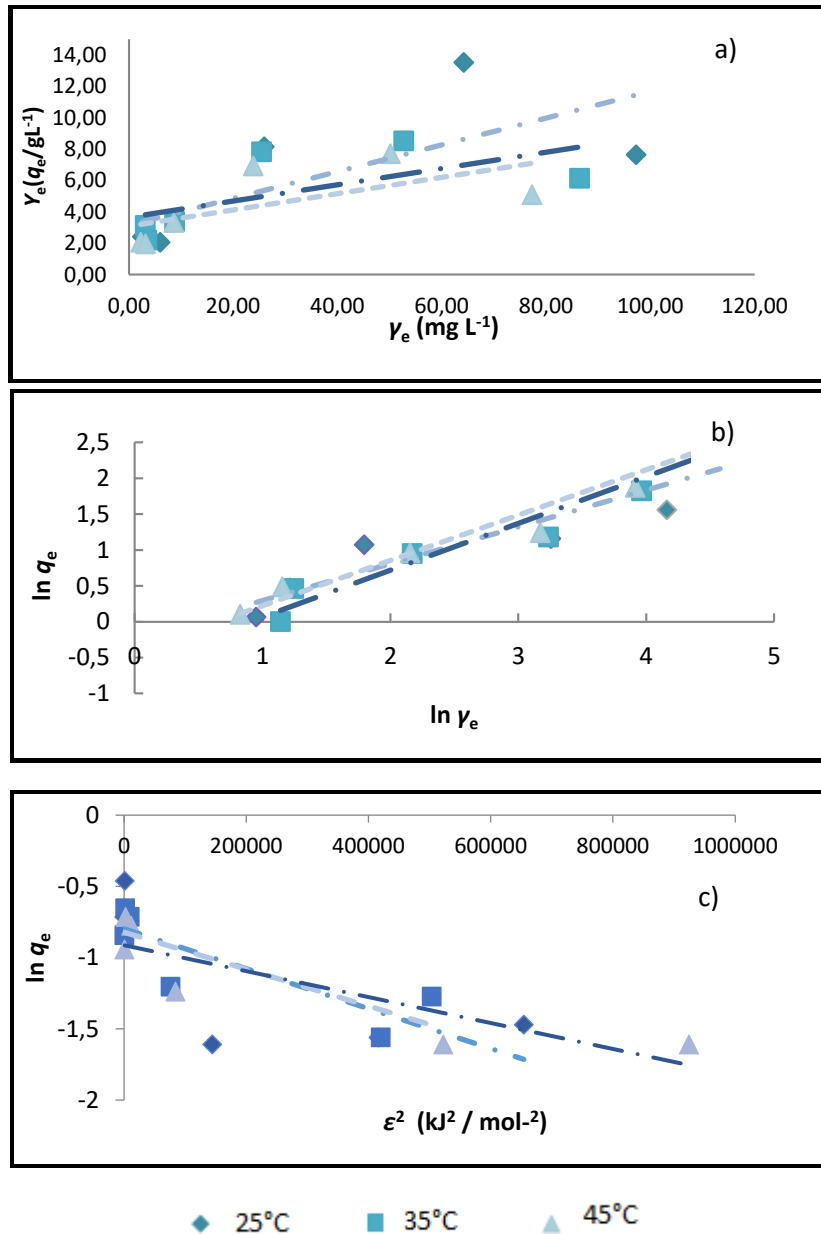 a)
Yₑ(qₑ/gL⁻¹)
14,00
12,00
10,00
8,00
6,00
4,00
2,00
0,00
0,00 20,00 40,00 60,00 80,00 100,00 120,00
γₑ (mg L⁻¹)
b)
ln qₑ
2,5
2
1,5
1
0,5
0
-0,5
-1
0 1 2 3 4 5
ln γₑ
c)
ln qₑ
0
0 200000 400000 600000 800000 1000000
-0,5
-1
-1,5
-2
ε² (kJ² / mol-²)
25°C 35°C 45°C